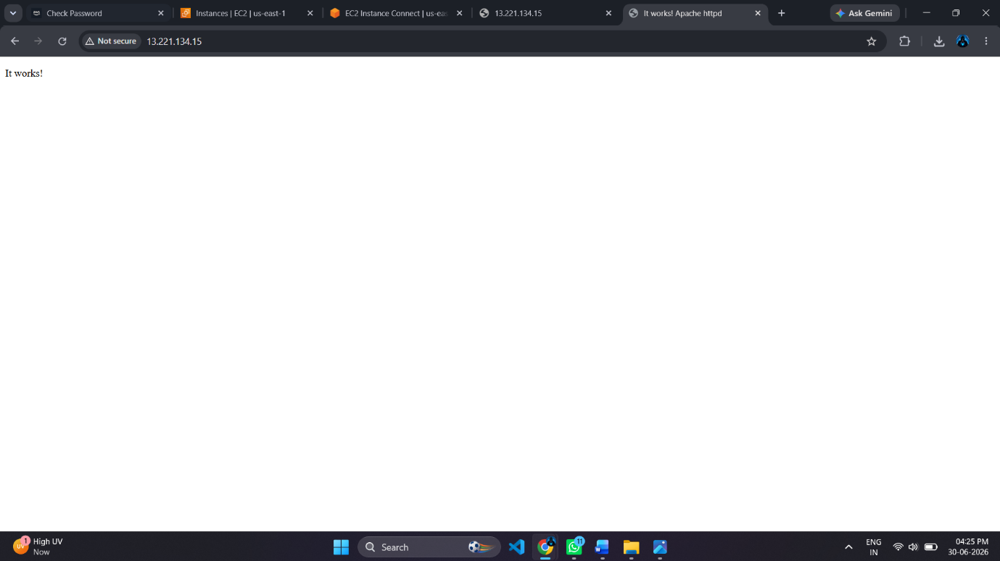 Check Password
Instances | EC2 | us-east-1
EC2 Instance Connect | us-eas
13.221.134.15
It works! Apache httpd
Ask Gemini
Not secure
13.221.134.15
It works!
1
UV
High UV
Now
Search
11
ENG
IN
04:25 PM
30-06-2026